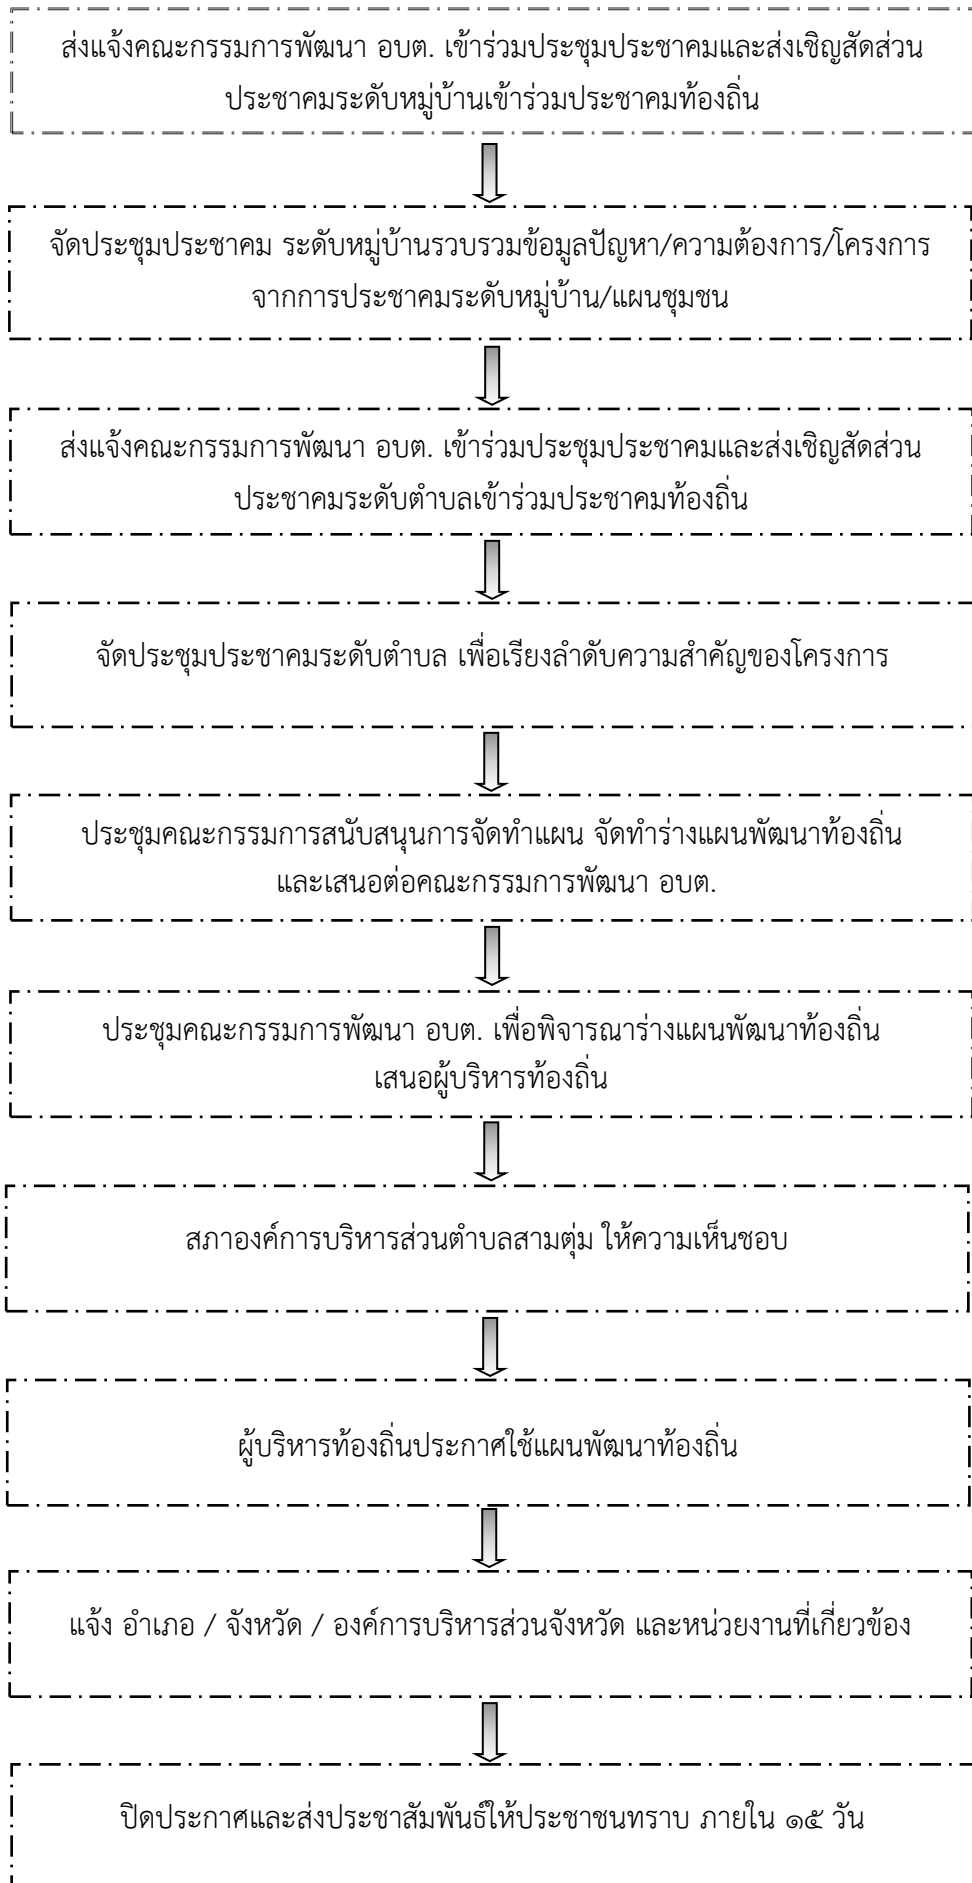 ส่งแจ้งคณะกรรมการพัฒนา อบต. เข้าร่วมประชุมประชาคมและส่งเชิญสัดส่วน
ประชาคมระดับหมู่บ้านเข้าร่วมประชาคมท้องถิ่น
จัดประชุมประชาคม ระดับหมู่บ้านรวบรวมข้อมูลปัญหา/ความต้องการ/โครงการ
จากการประชาคมระดับหมู่บ้าน/แผนชุมชน
ส่งแจ้งคณะกรรมการพัฒนา อบต. เข้าร่วมประชุมประชาคมและส่งเชิญสัดส่วน
ประชาคมระดับตำบลเข้าร่วมประชาคมท้องถิ่น
จัดประชุมประชาคมระดับตำบล เพื่อเรียงลำดับความสำคัญของโครงการ
ประชุมคณะกรรมการสนับสนุนการจัดทำแผน จัดทำร่างแผนพัฒนาท้องถิ่น
และเสนอต่อคณะกรรมการพัฒนา อบต.
ประชุมคณะกรรมการพัฒนา อบต. เพื่อพิจารณาร่างแผนพัฒนาท้องถิ่น
เสนอผู้บริหารท้องถิ่น
สภาองค์การบริหารส่วนตำบลสามตุ่ม ให้ความเห็นชอบ
ผู้บริหารท้องถิ่นประกาศใช้แผนพัฒนาท้องถิ่น
แจ้ง อำเภอ / จังหวัด / องค์การบริหารส่วนจังหวัด และหน่วยงานที่เกี่ยวข้อง
ปิดประกาศและส่งประชาสัมพันธ์ให้ประชาชนทราบ ภายใน ๑๕ วัน